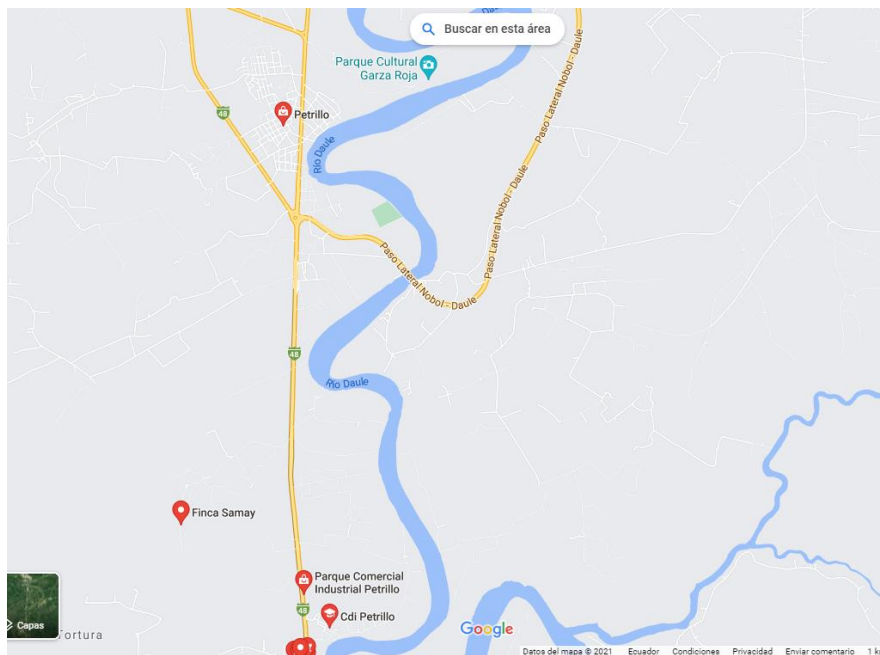 Dau
Buscar en esta área
Parque Cultural
Garza Roja
48
Petrillo
Río Daule
Paso Lateral Nobol - Daule
Paso Lateral Nobol - Daule
Paso Lateral Nobol - Daule
48
Río Daule
Finca Samay
Parque Comercial
Industrial Petrillo
48
Cdi Petrillo
Capas
Tortura
Google
Datos del mapa © 2021 Ecuador Condiciones Privacidad Enviar comentario 1 k